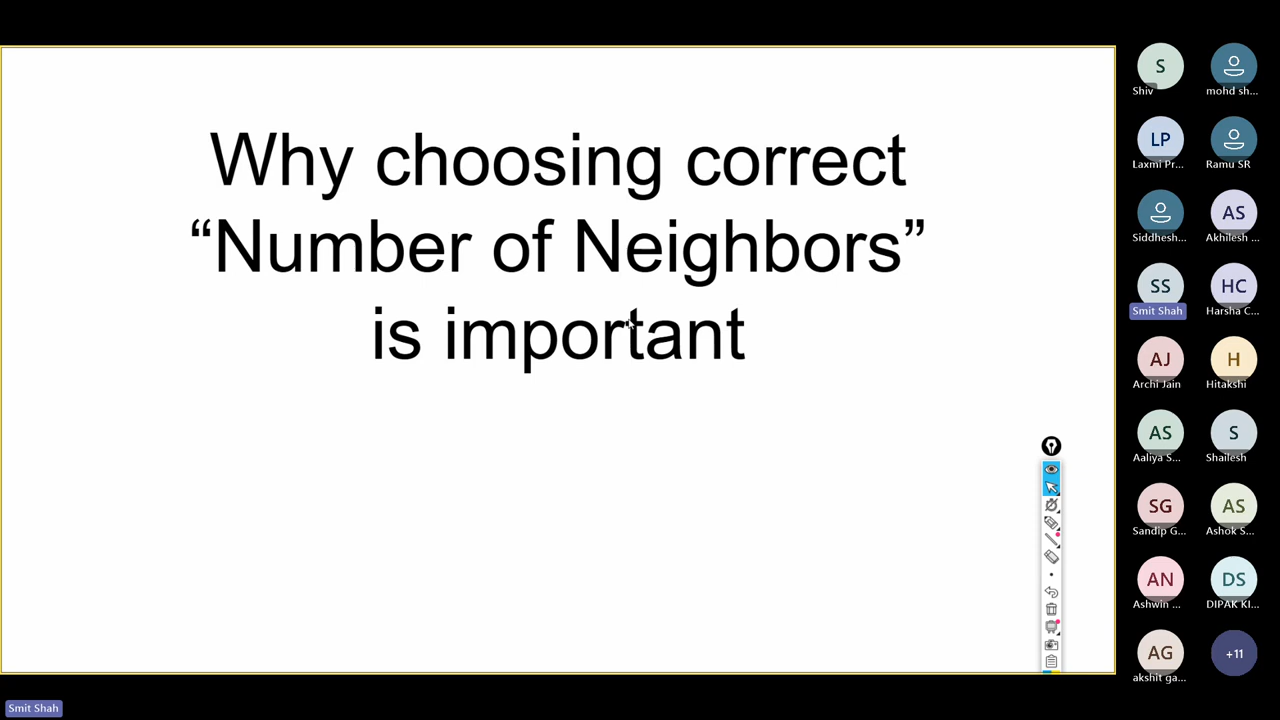 Why choosing correct
“Number of Neighbors”
is important
S
Shiv
mohd sh...
LP
Laxmi Pr...
Ramu SR
Siddhesh...
AS
Akhilesh ...
SS
Smit Shah
HC
Harsha C...
AJ
Archi Jain
H
Hitakshi
AS
Aaliya S...
S
Shailesh
SG
Sandip G...
AS
Ashok S...
AN
Ashwin ...
DS
DIPAK KI...
AG
akshit ga...
+11
Smit Shah